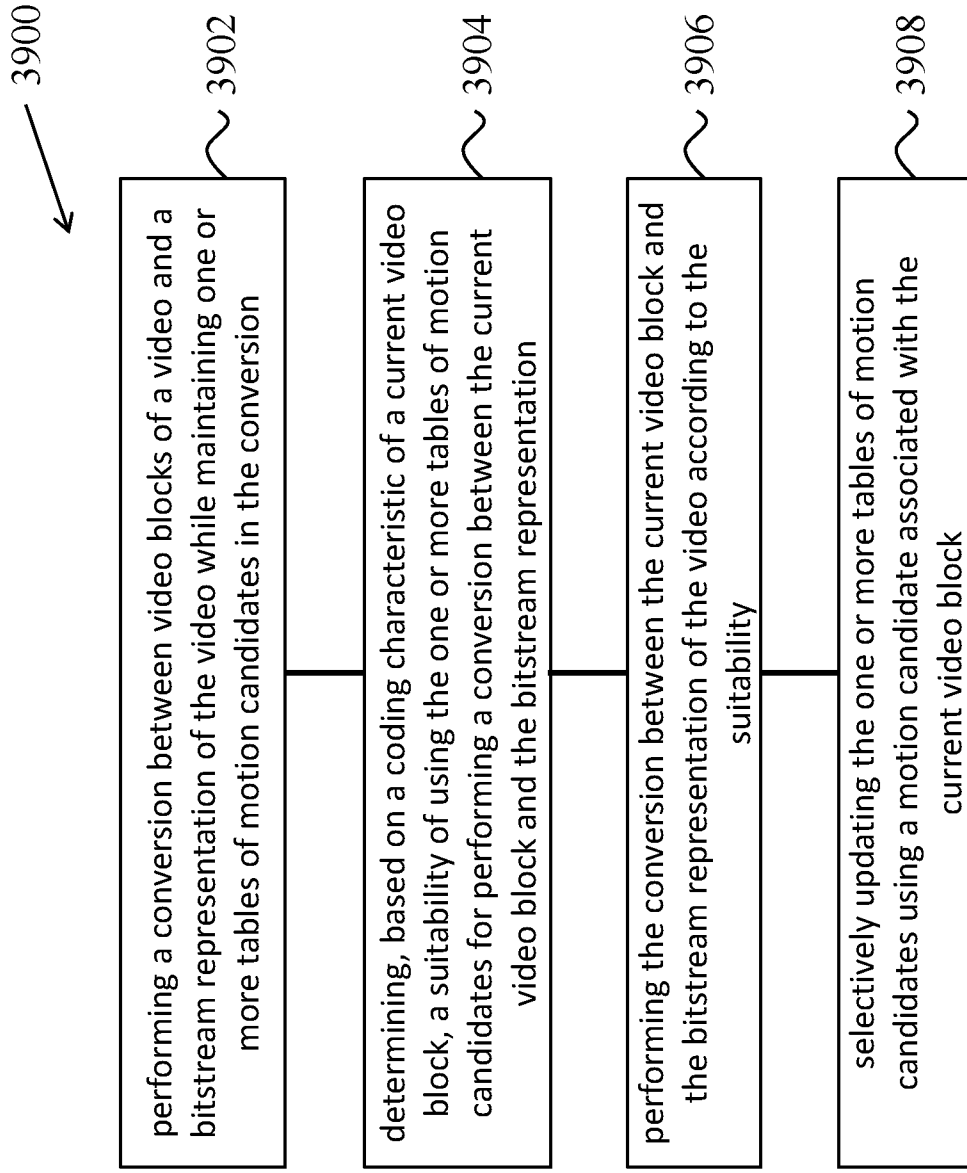 3900
performing a conversion between video blocks of a video and a
bitstream representation of the video while maintaining one or
more tables of motion candidates in the conversion
3902
determining, based on a coding characteristic of a current video
block, a suitability of using the one or more tables of motion
candidates for performing a conversion between the current
video block and the bitstream representation
3904
performing the conversion between the current video block and
the bitstream representation of the video according to the
suitability
3906
selectively updating the one or more tables of motion
candidates using a motion candidate associated with the
current video block
3908